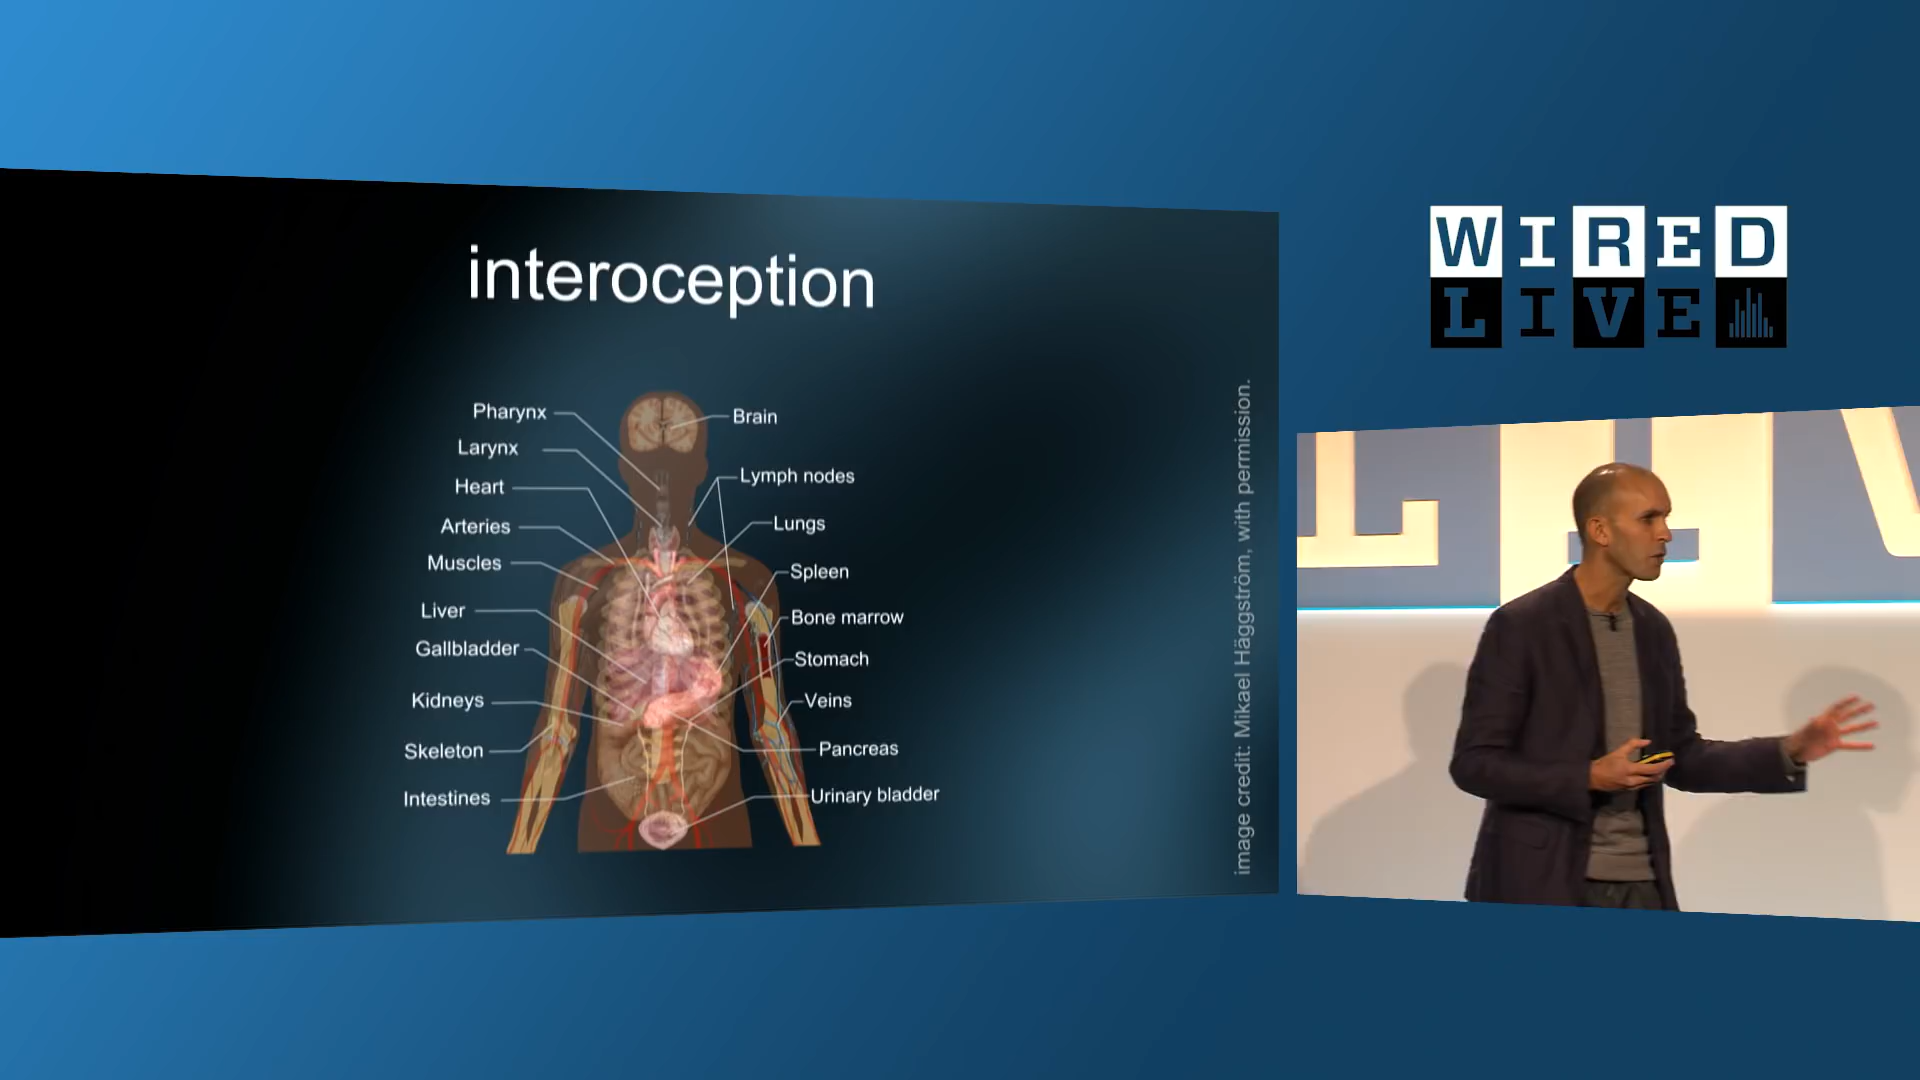 interoception
Pharynx
Larynx
Heart
Arteries
Muscles
Liver
Gallbladder
Kidneys
Skeleton
Intestines
Brain
Lymph nodes
Lungs
Spleen
Bone marrow
Stomach
Veins
Pancreas
Urinary bladder
image credit: Mikael Häggström, with permission.
WIRED
LIVE
LIV